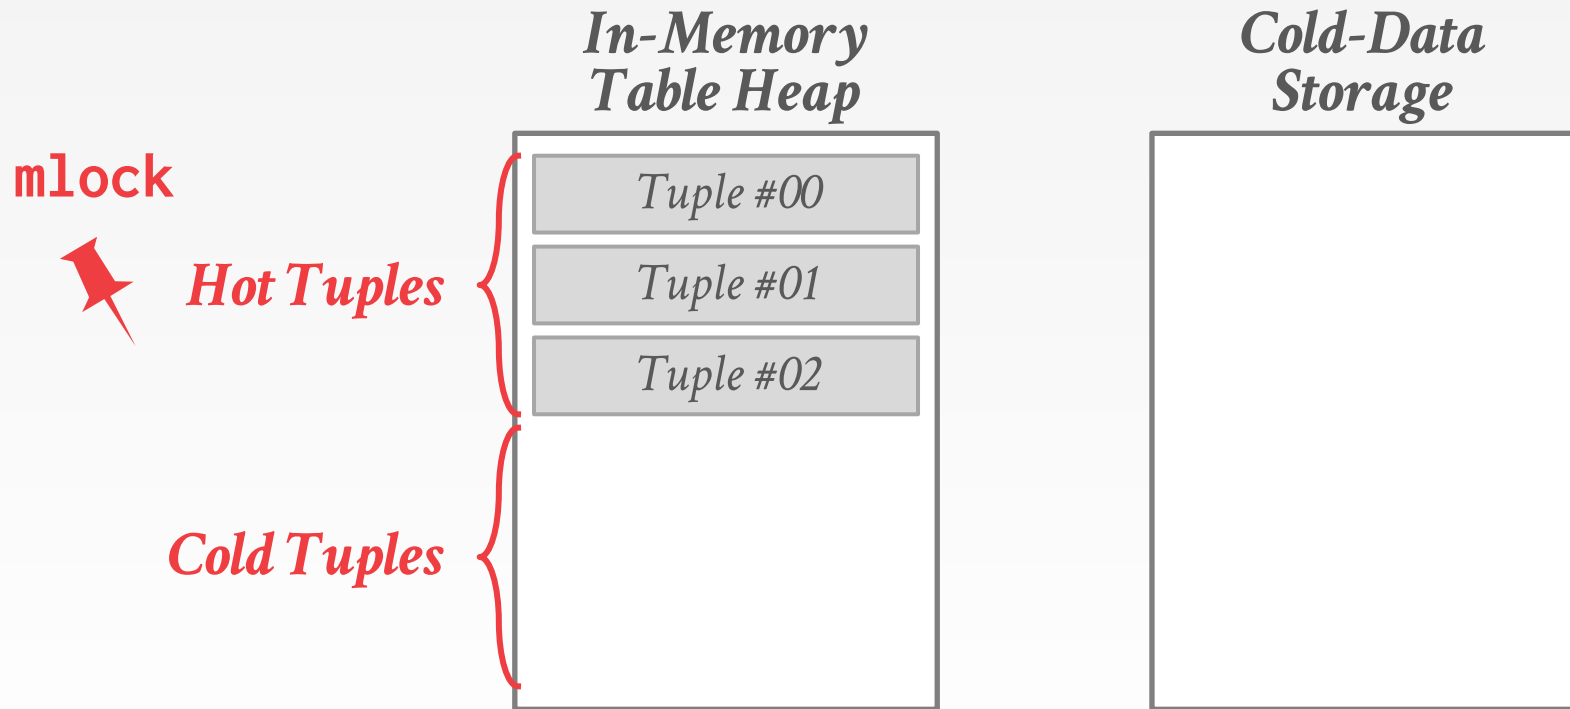 In-Memory
Table Heap
Cold-Data
Storage
mlock
Hot Tuples
Tuple #00
Tuple #01
Tuple #02
Cold Tuples